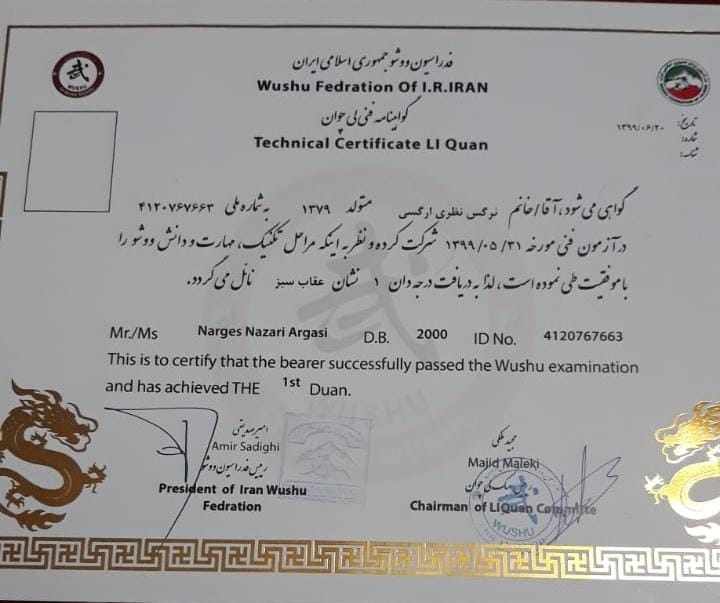 فدراسیون ووشو جمهوری اسلامی ایران
Wushu Fedration Of I.R.IRAN
گواهینامه فنی لی چوان
Technical Certificate LI Quan
武
WUSHU
تاریخ: ۱۳۹۹/۰۶/۲۰
شماره:
گواهی می شود، آقا/خانم نرگس نظری ارگسی متولد ۱۳۷۹ به شماره ملی ۴۱۲۰۷۶۷۶۶۳
در آزمون فنی مورخه ۱۳۹۹/۰۵/۳۱ شرکت کرده و نظر به اینکه مراحل تکنیک، مهارت و دانش ووشو را
با موفقیت طی نموده است، لذا به دریافت درجه دان ۱ نشان عقاب سبز نائل می گردد.
Mr./Ms Narges Nazari Argasi D.B. 2000 ID No. 4120767663
This is to certify that the bearer successfully passed the Wushu examination
and has achieved THE 1st Duan.
امیر صدیقی
Amir Sadighi
رئیس فدراسیون ووشو
President of Iran Wushu
Fedration
مجید ملکی
Majid Maleki
Chairman of LIQuan Committe
WUSHU